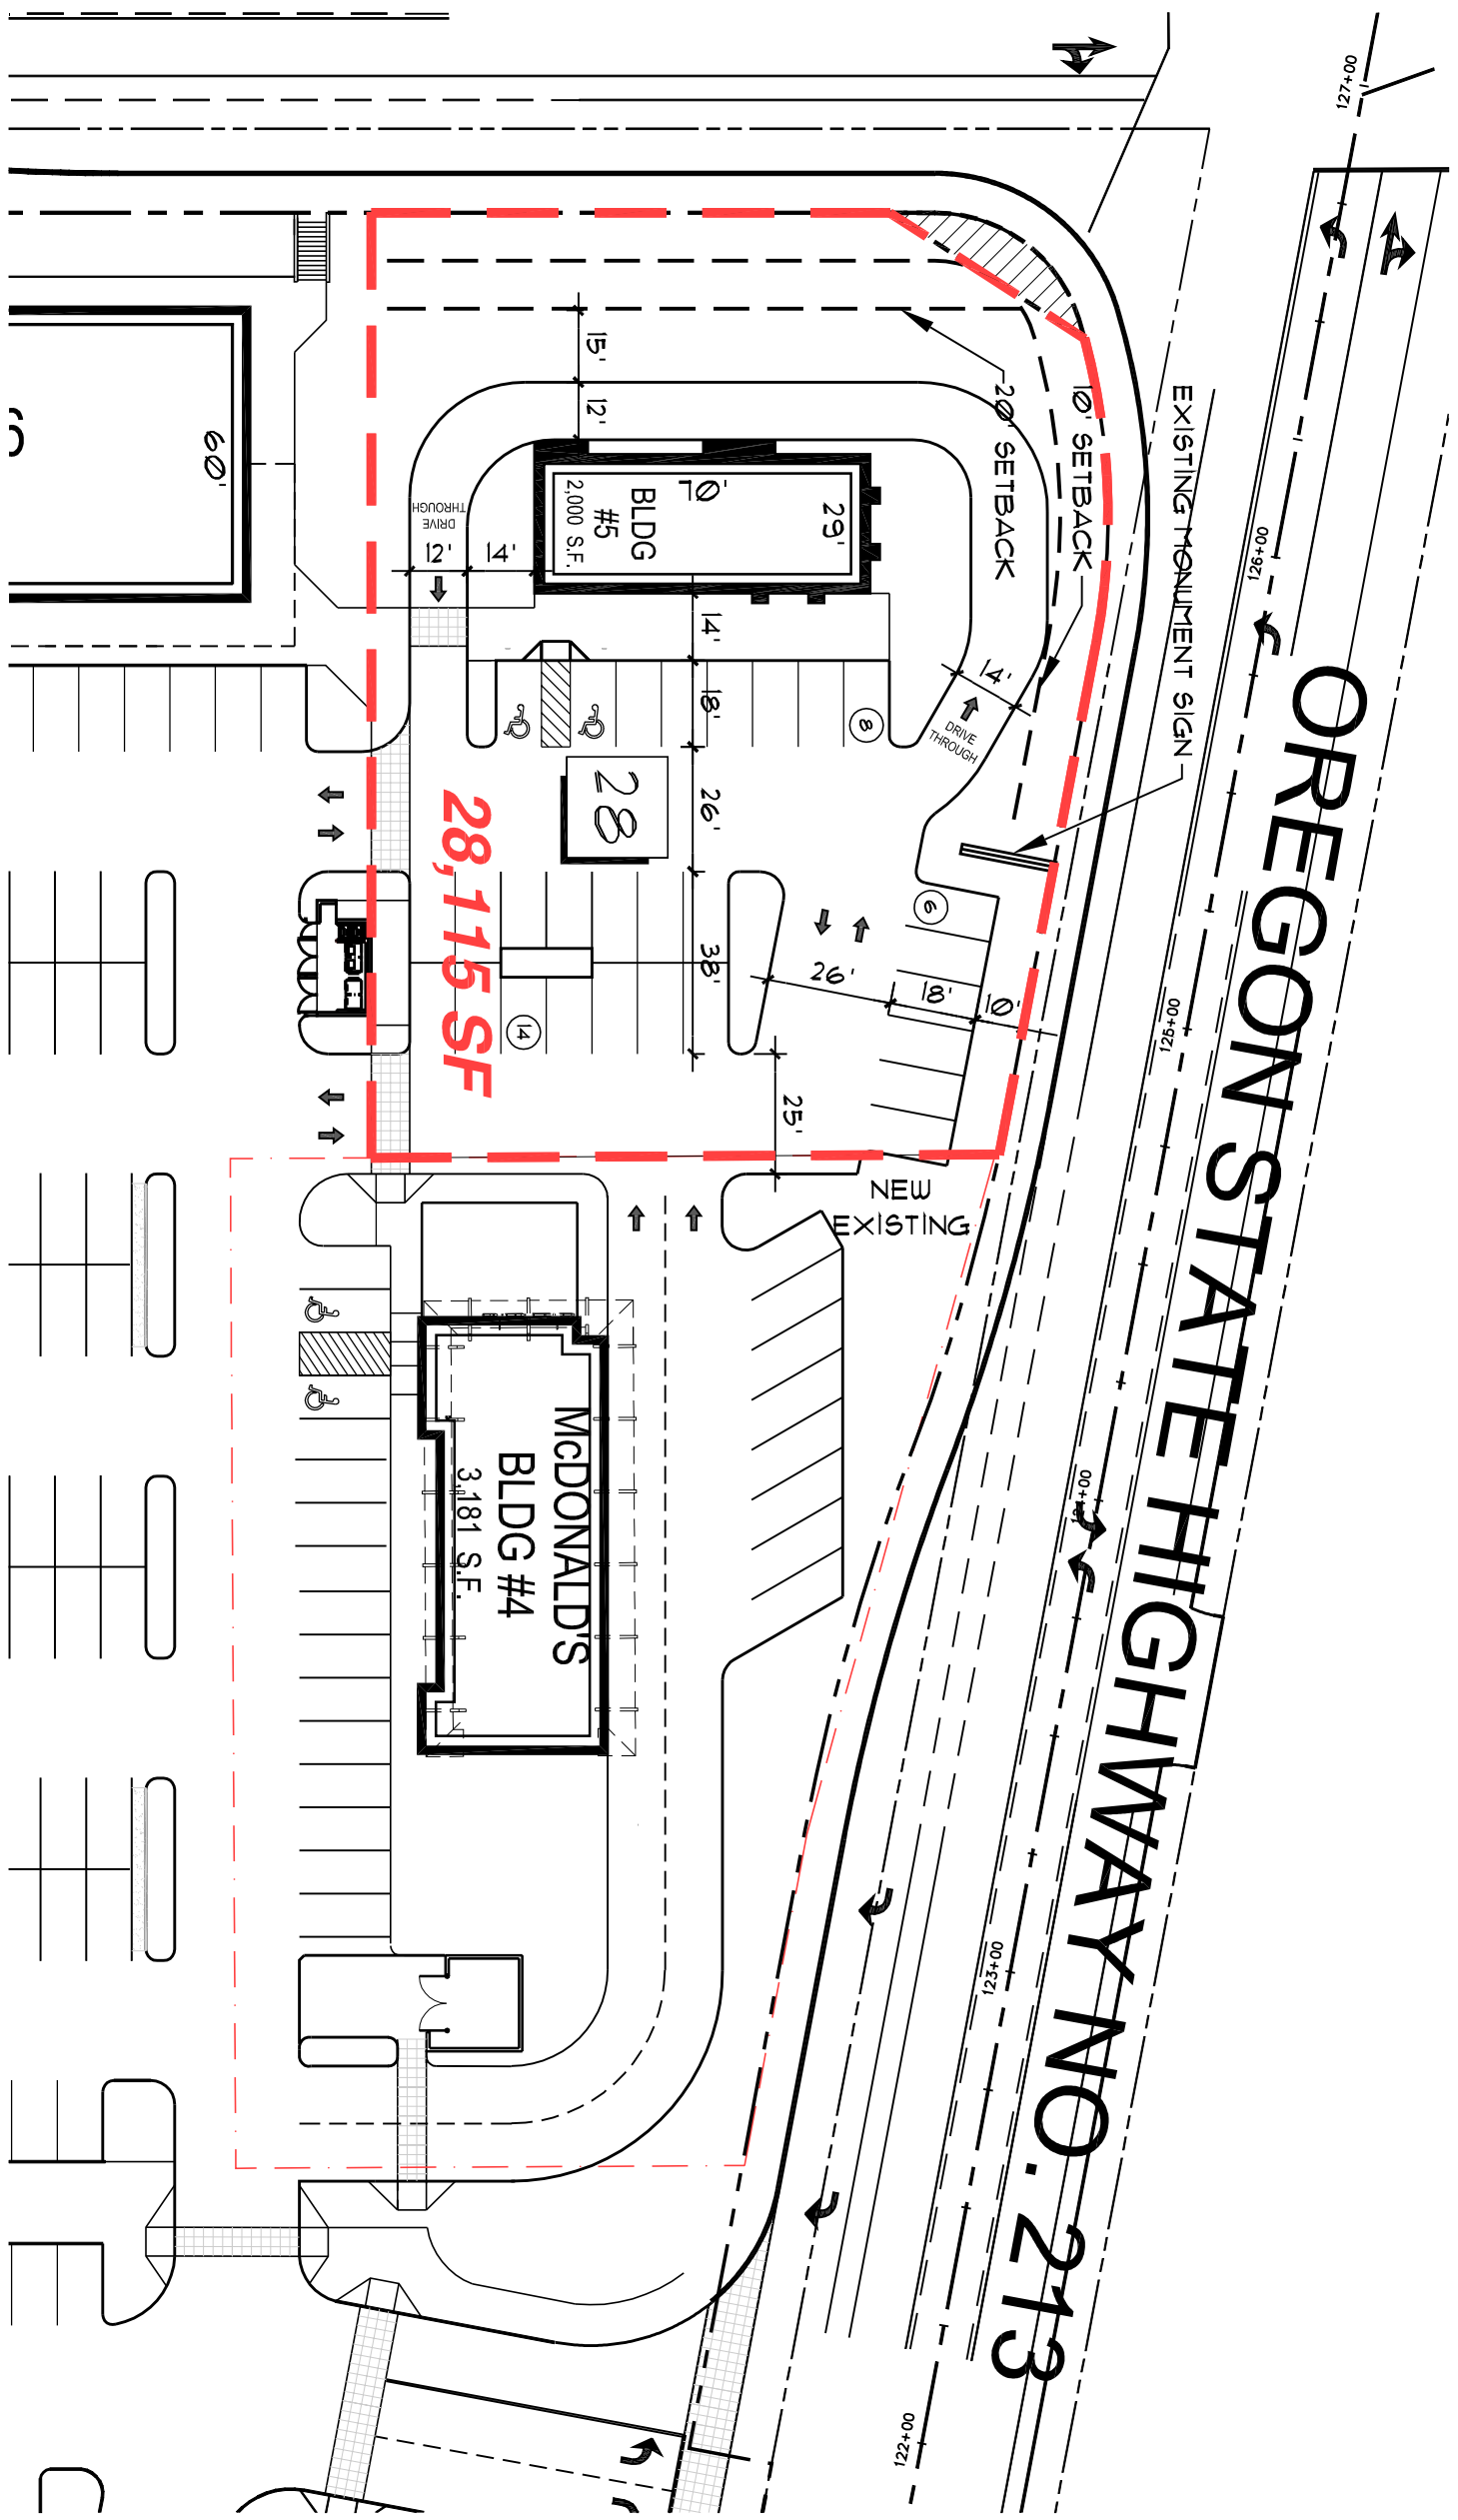 127+00
126+00
125+00
124+00
123+00
122+00
OREGON STATE HIGHWAY NO. 213
EXISTING MONUMENT SIGN
10' SETBACK
20' SETBACK
15'
12'
60'
29'
BLDG
#5
2,000 S.F.
DRIVE
THROUGH
12'
14'
14'
18'
26'
38'
8
14'
DRIVE
THROUGH
28
28,115 SF
6
26'
18'
10'
14
25'
NEW
EXISTING
McDONALD'S
BLDG #4
3,181 S.F.